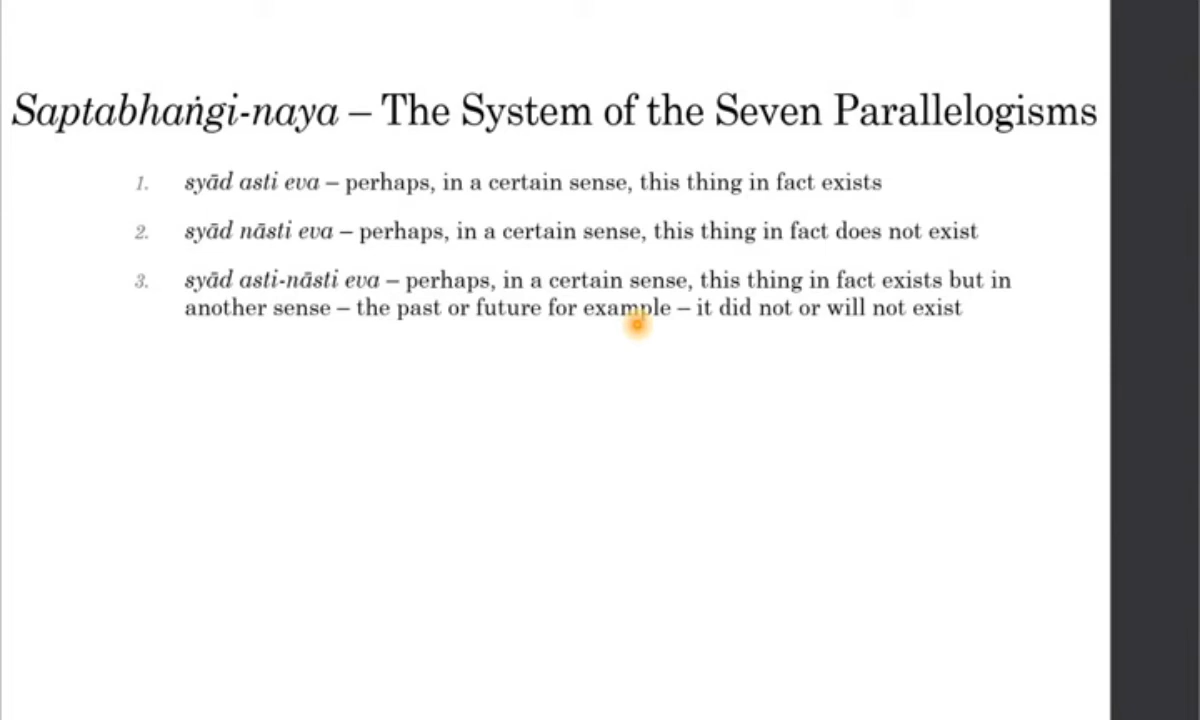 Saptabhaṅgi-naya – The System of the Seven Parallelogisms
1. syād asti eva – perhaps, in a certain sense, this thing in fact exists
2. syād nāsti eva – perhaps, in a certain sense, this thing in fact does not exist
3. syād asti-nāsti eva – perhaps, in a certain sense, this thing in fact exists but in
another sense – the past or future for example – it did not or will not exist